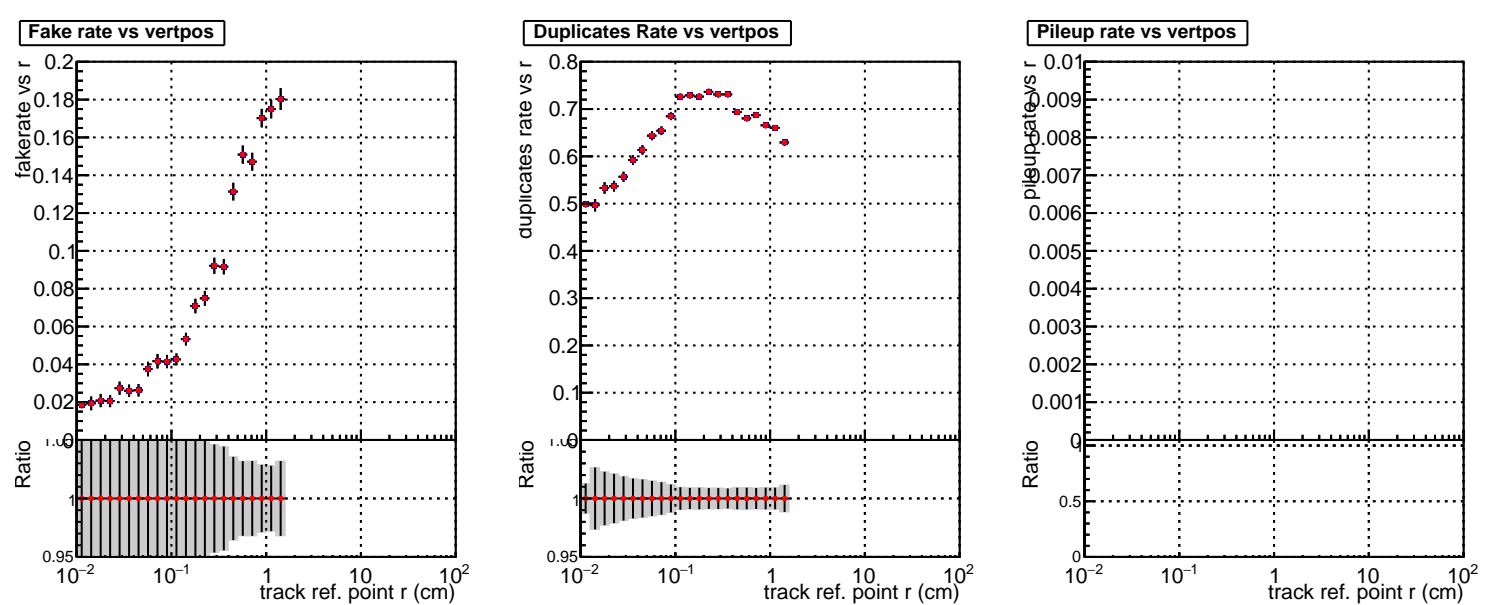 Fake rate vs vertpos
fakerate vs r
0.2
0.18
0.16
0.14
0.12
0.1
0.08
0.06
0.04
0.02
0
Ratio
1
0.95
10⁻² 10⁻¹ 1 10 10²
track ref. point r (cm)
Duplicates Rate vs vertpos
duplicates rate vs r
0.8
0.7
0.6
0.5
0.4
0.3
0.2
0.1
0
Ratio
1
0.95
10⁻² 10⁻¹ 1 10 10²
track ref. point r (cm)
Pileup rate vs vertpos
pileup rate vs r
0.01
0.009
0.008
0.007
0.006
0.005
0.004
0.003
0.002
0.001
0
Ratio
1
0.5
0
10⁻² 10⁻¹ 1 10 10²
track ref. point r (cm)